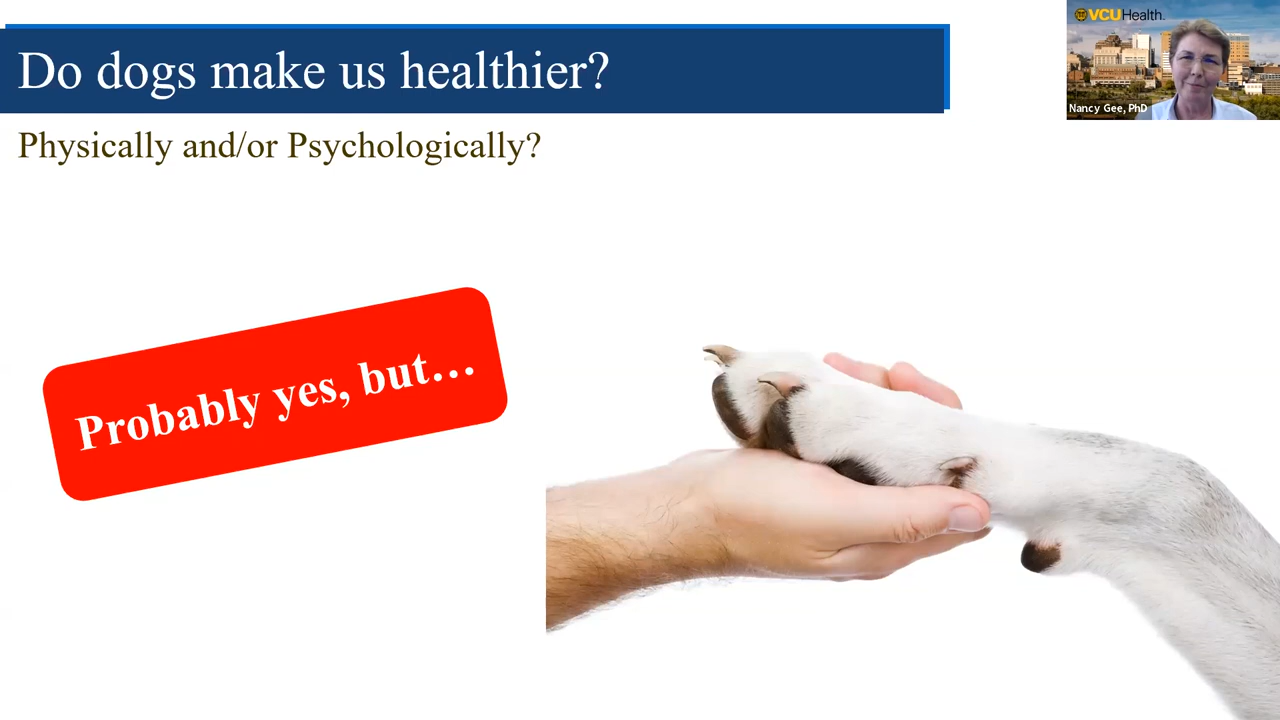 Do dogs make us healthier?
VCUHealth.
Nancy Gee, PhD
Physically and/or Psychologically?
Probably yes, but…